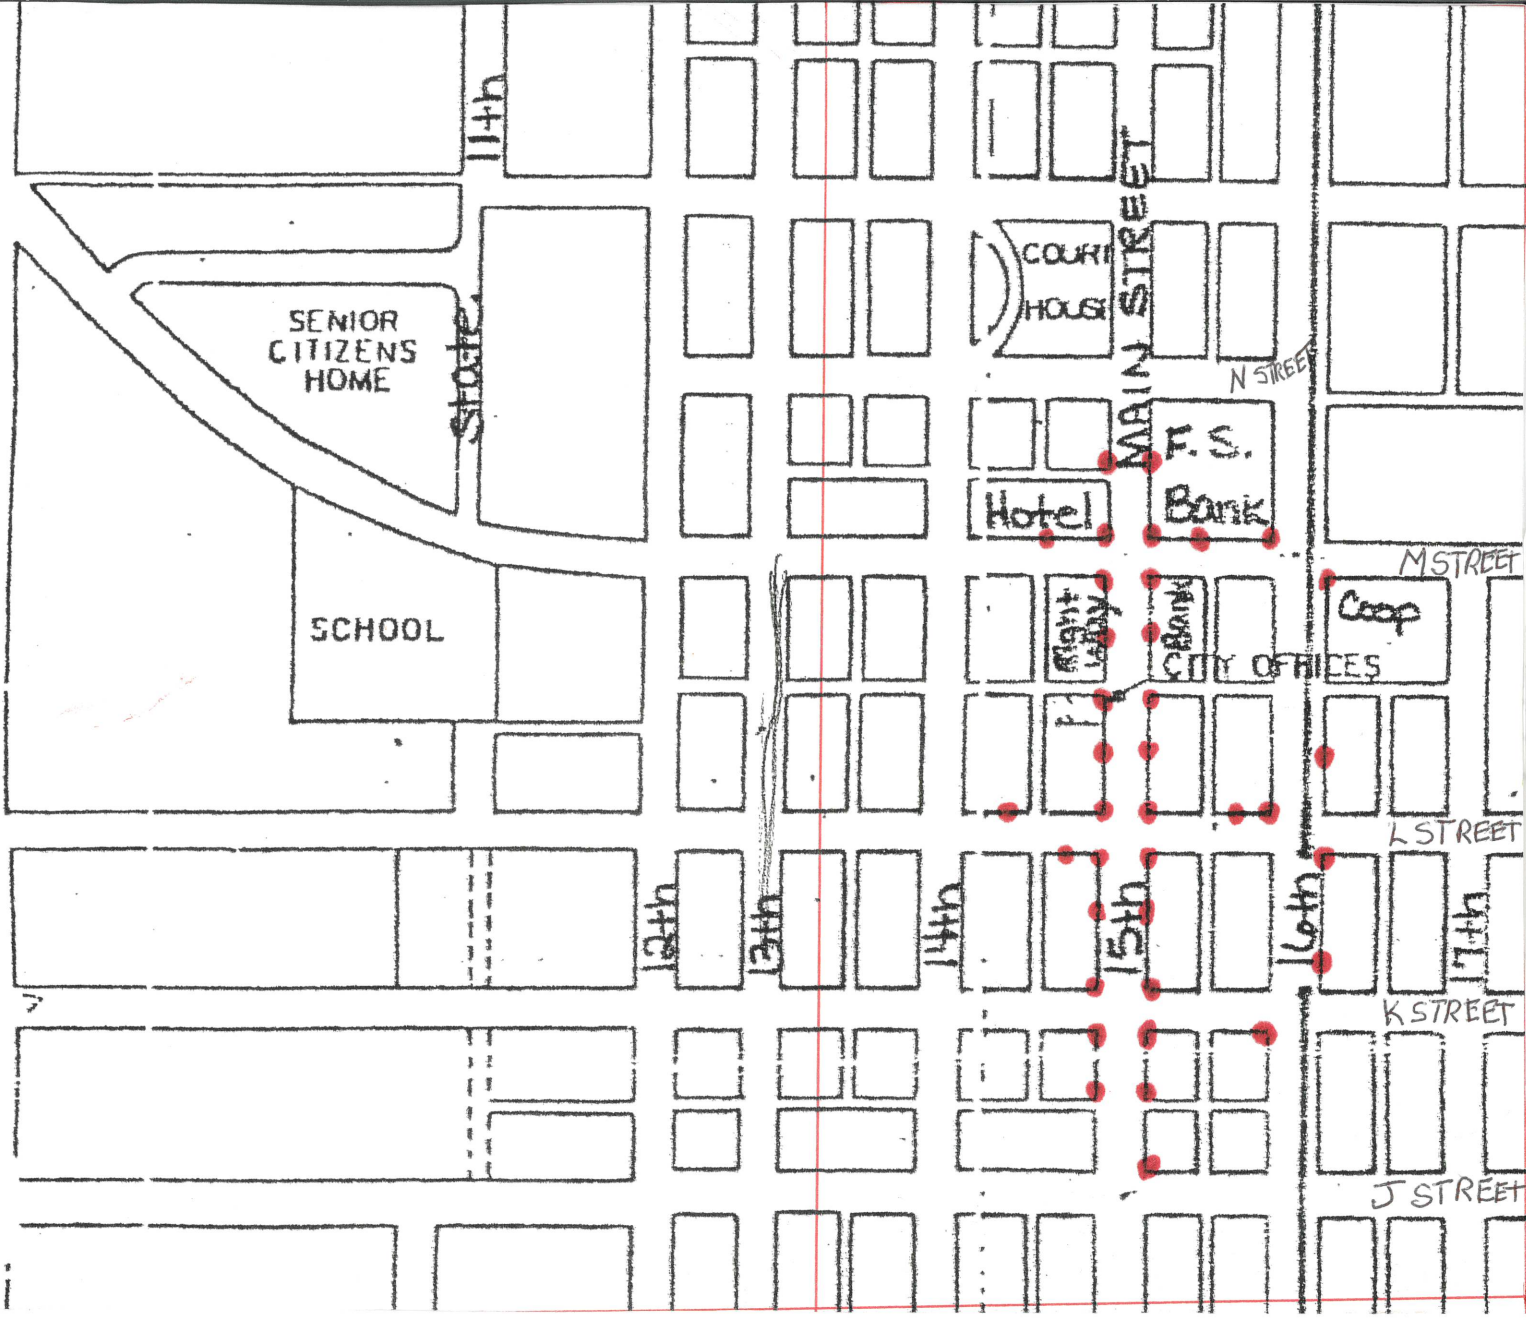 11th
MAIN STREET
COURT
HOUSE
SENIOR
CITIZENS
HOME
State
N STREET
F.S.
Bank
Hotel
M STREET
SCHOOL
Bank
Coop
CITY OFFICES
L STREET
12th
13th
14th
15th
16th
17th
K STREET
J STREET